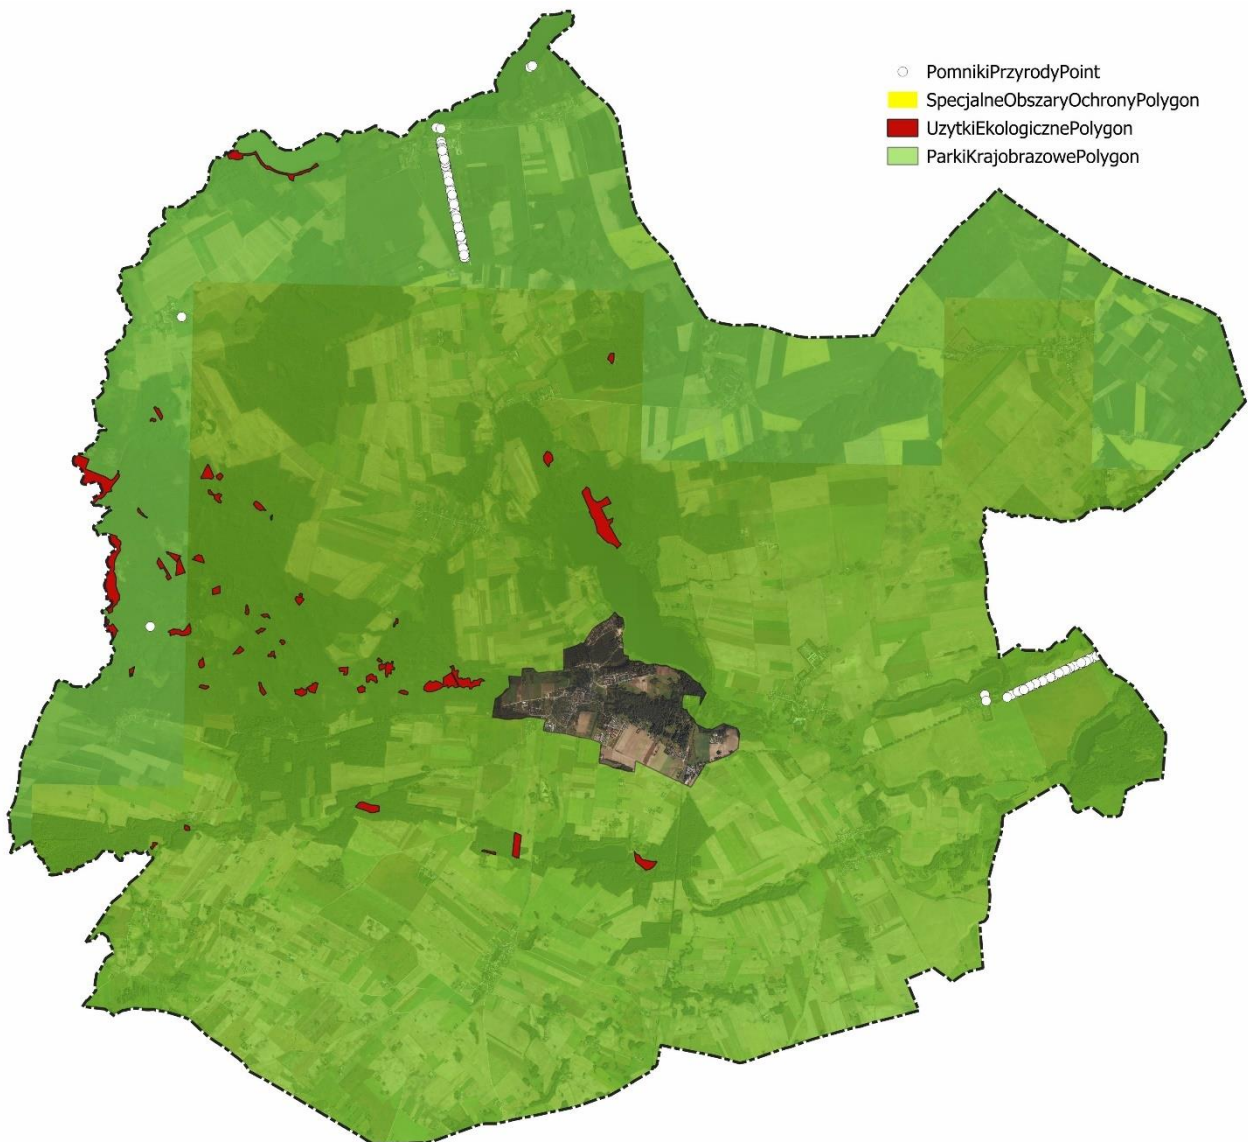 PomnikiPrzyrodyPoint
SpecjalneObszaryOchronyPolygon
UzytkiEkologicznePolygon
ParkiKrajobrazowePolygon